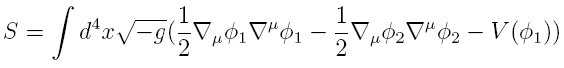 $S = \int d^4x \sqrt{-g} (\frac{1}{2} \nabla_\mu \phi_1 \nabla^\mu \phi_1 - \frac{1}{2} \nabla_\mu \phi_2 \nabla^\mu \phi_2 - V(\phi_1))$